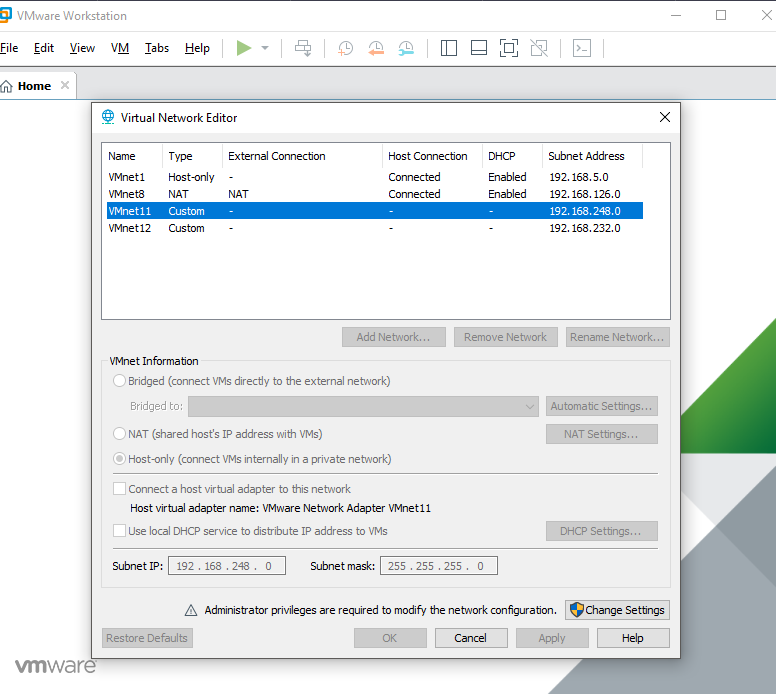 VMware Workstation
File Edit View VM Tabs Help
Home
Virtual Network Editor
Name Type External Connection Host Connection DHCP Subnet Address
VMnet1 Host-only - Connected Enabled 192.168.5.0
VMnet8 NAT NAT Connected Enabled 192.168.126.0
VMnet11 Custom - - - 192.168.248.0
VMnet12 Custom - - - 192.168.232.0
Add Network... Remove Network Rename Network...
VMnet Information
Bridged (connect VMs directly to the external network)
Bridged to: Automatic Settings...
NAT (shared host's IP address with VMs) NAT Settings...
Host-only (connect VMs internally in a private network)
Connect a host virtual adapter to this network
Host virtual adapter name: VMware Network Adapter VMnet11
Use local DHCP service to distribute IP address to VMs DHCP Settings...
Subnet IP: 192 . 168 . 248 . 0 Subnet mask: 255 . 255 . 255 . 0
Administrator privileges are required to modify the network configuration. Change Settings
Restore Defaults OK Cancel Apply Help
vmware